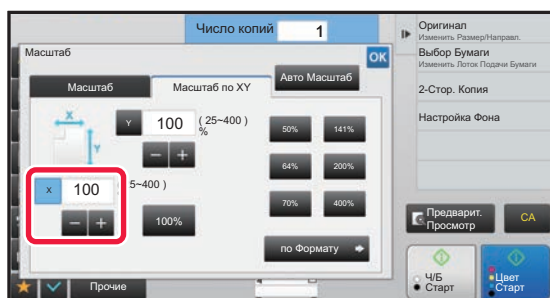 Число копий 1
Масштаб
OK
Масштаб
Масштаб по XY
Авто Масштаб
X
Y
Y 100 ( 25~400 )
%
− +
X 100 5~400 )
− +
100%
50% 141%
64% 200%
70% 400%
по Формату
Прочие
Оригинал
Изменить Размер/Направл.
Выбор Бумаги
Изменить Лоток Подачи Бумаги
2-Стор. Копия
Настройка Фона
Предварит.
Просмотр
CA
Ч/Б
Старт
Цвет
Старт